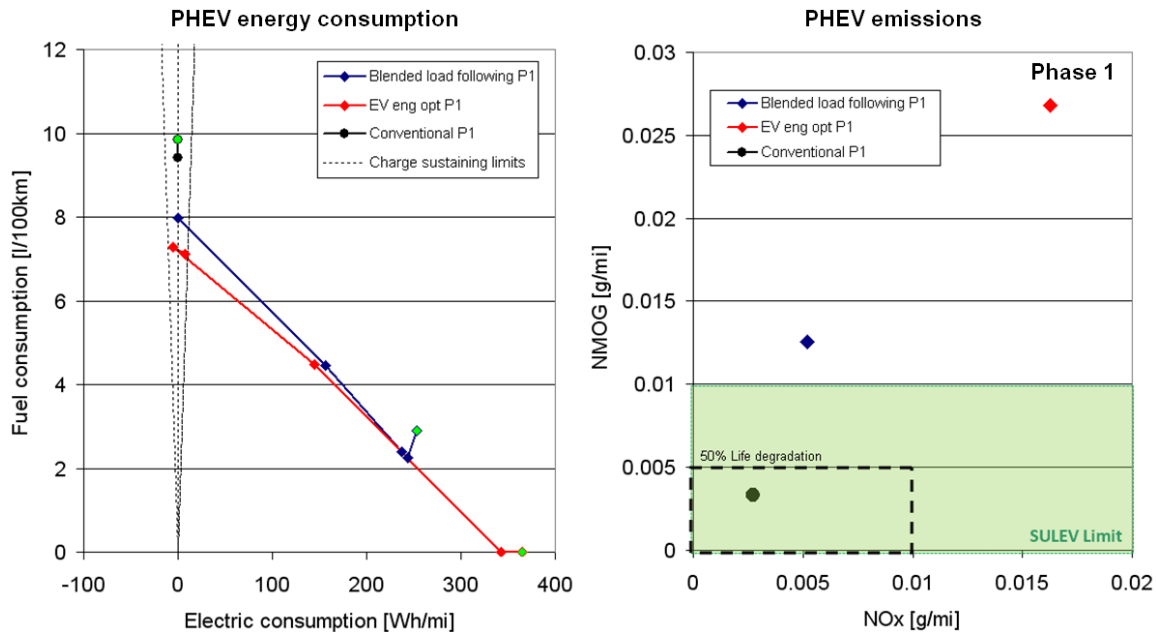 PHEV energy consumption
12
10
8
6
4
2
0
-100
0
100
200
300
400
Fuel consumption [l/100km]
Electric consumption [Wh/mi]
Blended load following P1
EV eng opt P1
Conventional P1
Charge sustaining limits
PHEV emissions
Phase 1
0.03
0.025
0.02
0.015
0.01
0.005
0
0
0.005
0.01
0.015
0.02
NMOG [g/mi]
NOx [g/mi]
Blended load following P1
EV eng opt P1
Conventional P1
50% Life degradation
SULEV Limit